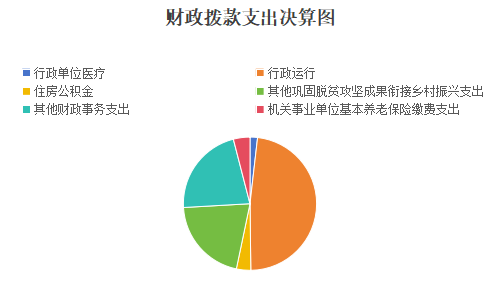 财政拨款支出决算图
行政单位医疗
行政运行
住房公积金
其他巩固脱贫攻坚成果衔接乡村振兴支出
其他财政事务支出
机关事业单位基本养老保险缴费支出